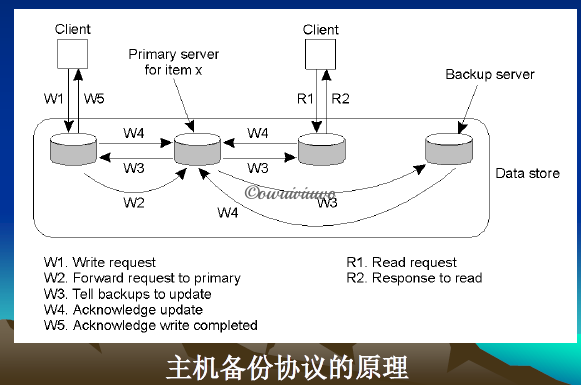 Client
Client
Primary server
for item x
Backup server
W1
W5
R1
R2
W4
W4
W3
W3
W2
W3
W4
Data store
W1. Write request
W2. Forward request to primary
W3. Tell backups to update
W4. Acknowledge update
W5. Acknowledge write completed
R1. Read request
R2. Response to read
主机备份协议的原理